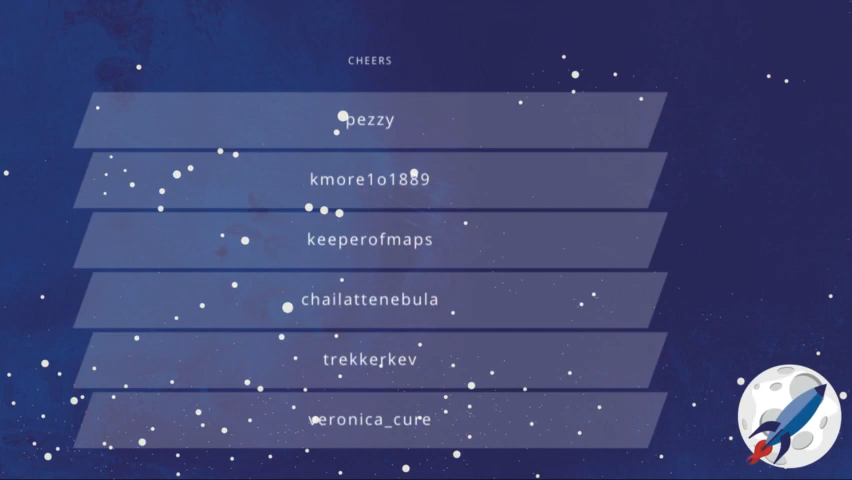 CHEERS
pezzy
kmore1o1889
keeperofmaps
chailattenebula
trekkerkev
veronica_cure